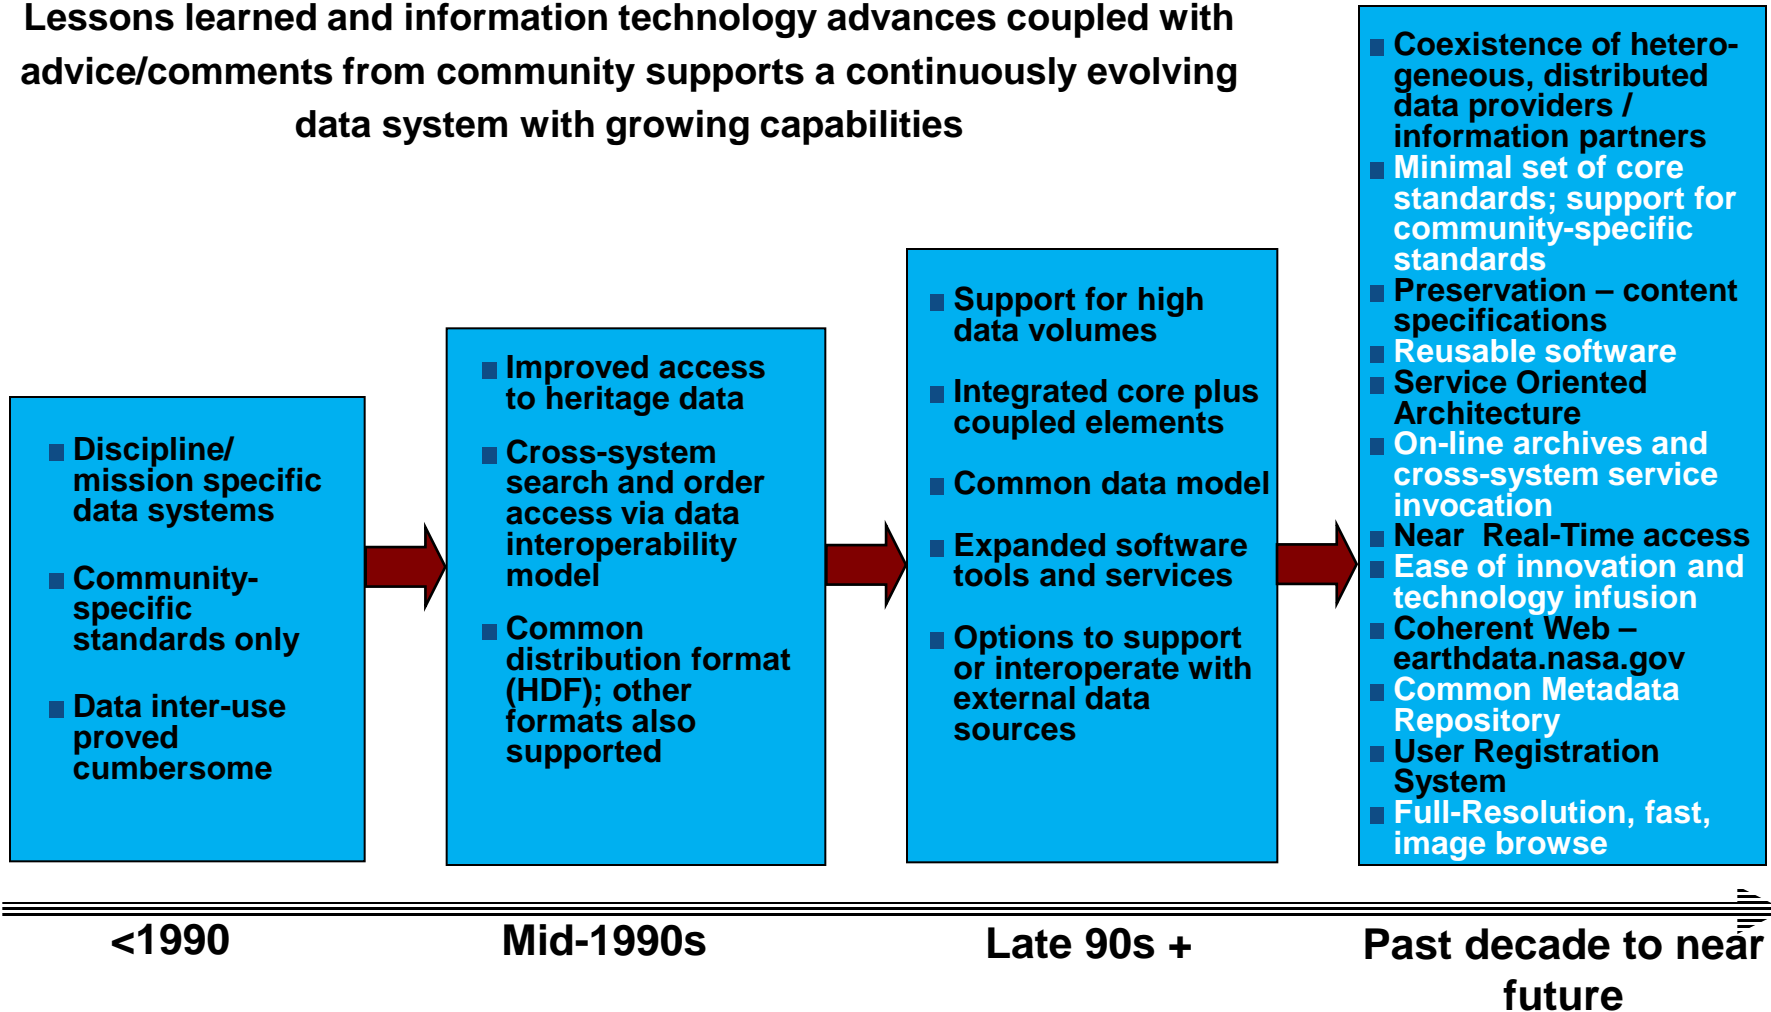 Lessons learned and information technology advances coupled with
advice/comments from community supports a continuously evolving
data system with growing capabilities
Discipline/
mission specific
data systems
Community-
specific
standards only
Data inter-use
proved
cumbersome
Improved access
to heritage data
Cross-system
search and order
access via data
interoperability
model
Common
distribution format
(HDF); other
formats also
supported
Support for high
data volumes
Integrated core plus
coupled elements
Common data model
Expanded software
tools and services
Options to support
or interoperate with
external data
sources
Coexistence of hetero-
geneous, distributed
data providers /
information partners
Minimal set of core
standards; support for
community-specific
standards
Preservation – content
specifications
Reusable software
Service Oriented
Architecture
On-line archives and
cross-system service
invocation
Near Real-Time access
Ease of innovation and
technology infusion
Coherent Web –
earthdata.nasa.gov
Common Metadata
Repository
User Registration
System
Full-Resolution, fast,
image browse
<1990
Mid-1990s
Late 90s +
Past decade to near
future